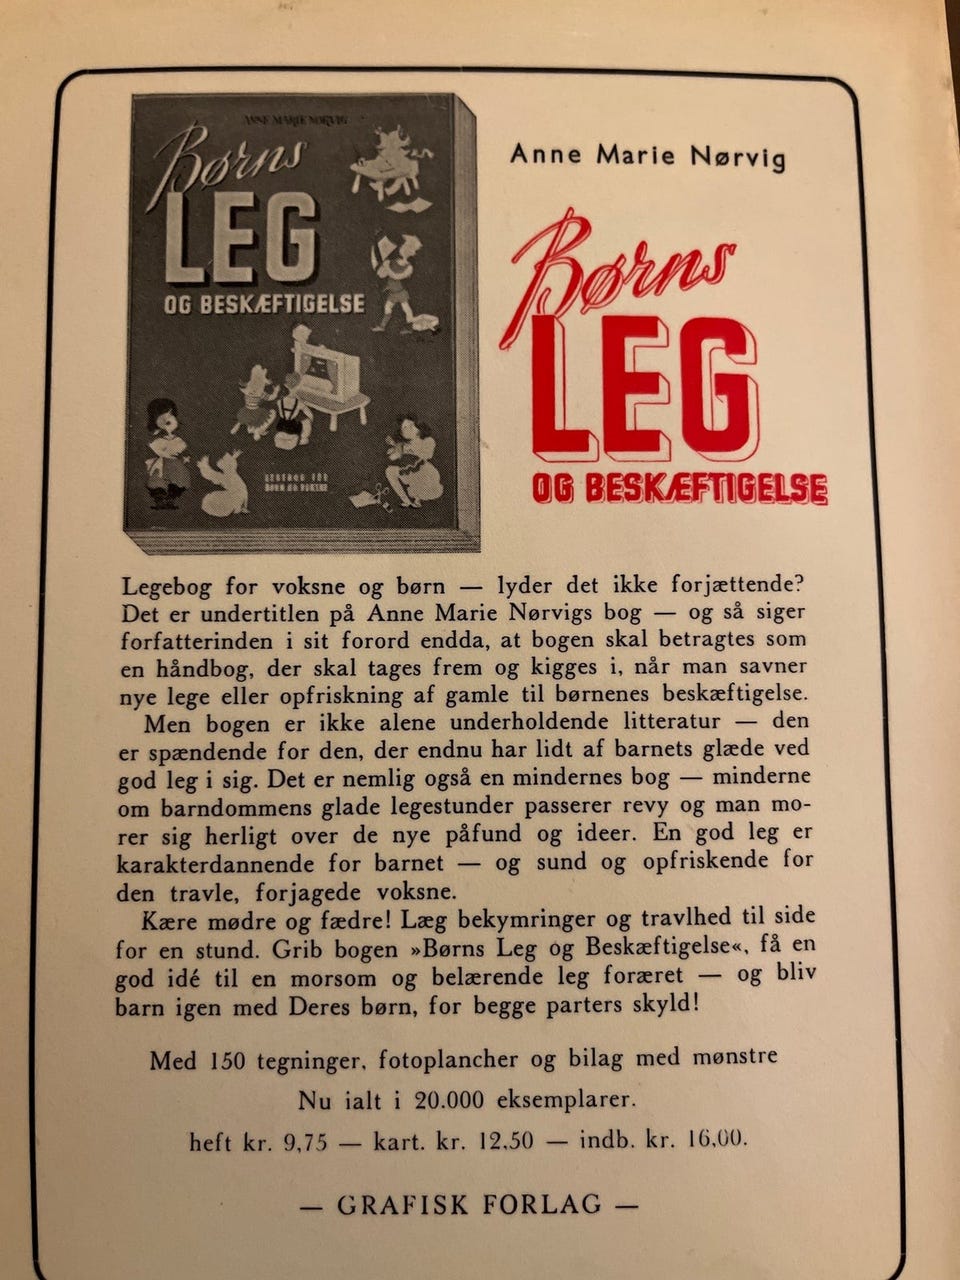 ANNE MARIE NØRVIG
Børns
LEG
OG BESKÆFTIGELSE
LEGEBOG FOR
BØRN OG VOKSNE
Anne Marie Nørvig
Børns
LEG
OG BESKÆFTIGELSE
Legebog for voksne og børn — lyder det ikke forjættende?
Det er undertitlen på Anne Marie Nørvigs bog — og så siger
forfatterinden i sit forord endda, at bogen skal betragtes som
en håndbog, der skal tages frem og kigges i, når man savner
nye lege eller opfriskning af gamle til børnenes beskæftigelse.
Men bogen er ikke alene underholdende litteratur — den
er spændende for den, der endnu har lidt af barnets glæde ved
god leg i sig. Det er nemlig også en mindernes bog — minderne
om barndommens glade legestunder passerer revy og man mo-
rer sig herligt over de nye påfund og ideer. En god leg er
karakterdannende for barnet — og sund og opfriskende for
den travle, forjagede voksne.
Kære mødre og fædre! Læg bekymringer og travlhed til side
for en stund. Grib bogen »Børns Leg og Beskæftigelse«, få en
god idé til en morsom og belærende leg foræret — og bliv
barn igen med Deres børn, for begge parters skyld!
Med 150 tegninger, fotoplancher og bilag med mønstre
Nu ialt i 20.000 eksemplarer.
heft kr. 9,75 — kart. kr. 12,50 — indb. kr. 16,00.
— GRAFISK FORLAG —